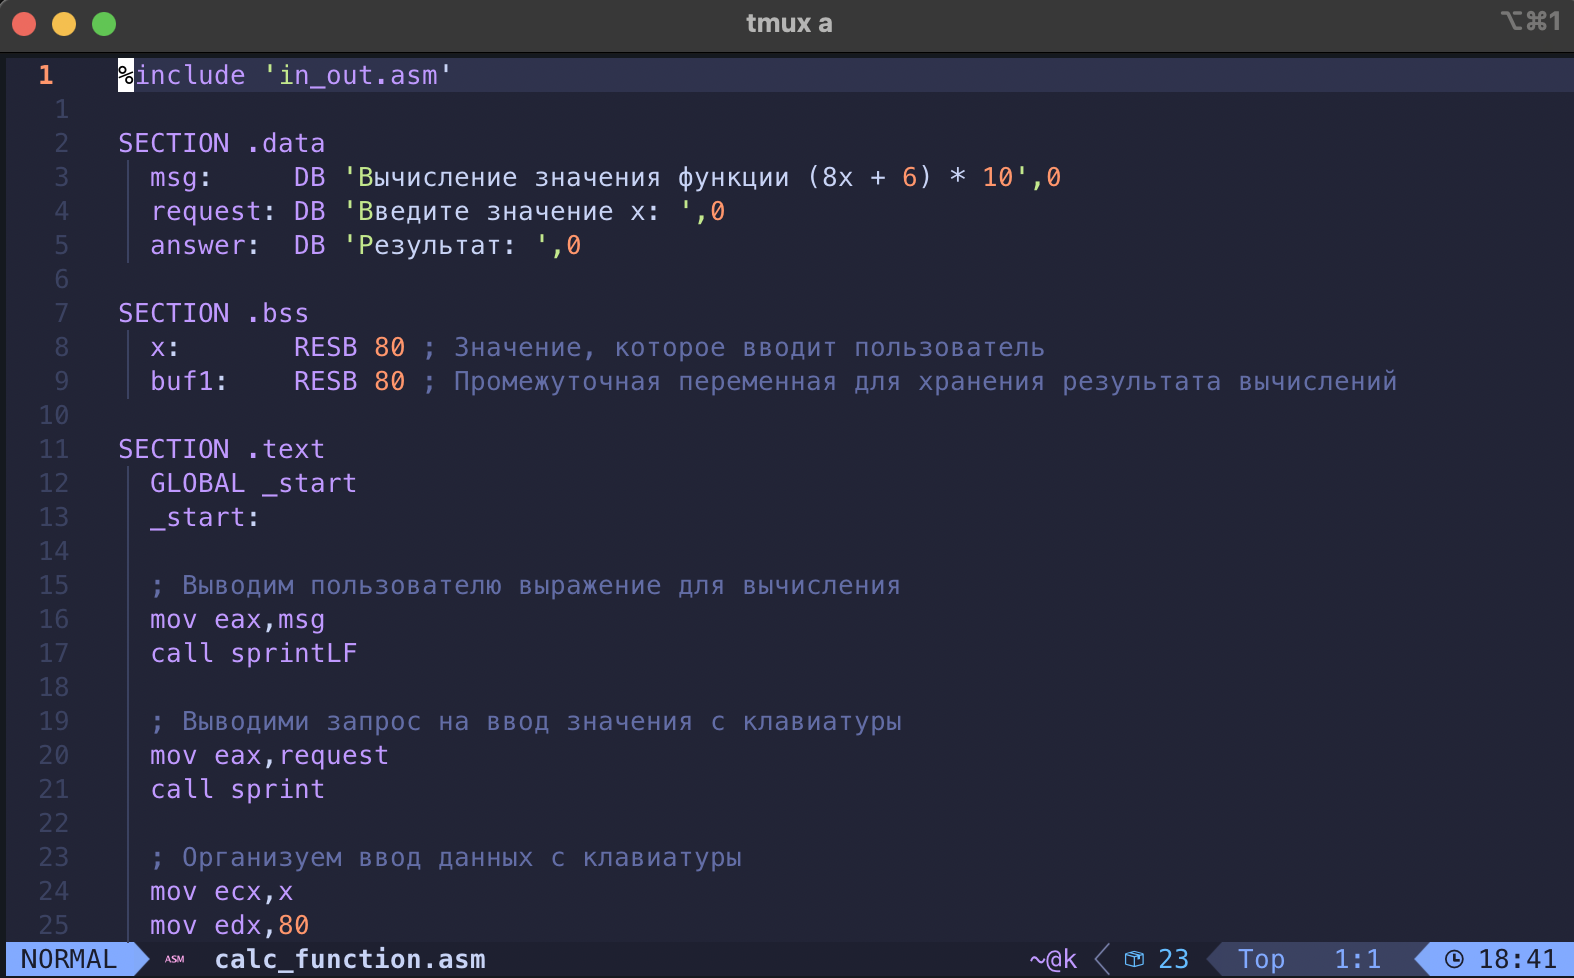 tmux a
⌥⌘1
1 %include 'in_out.asm'
1
2 SECTION .data
3 msg: DB 'Вычисление значения функции (8x + 6) * 10',0
4 request: DB 'Введите значение x: ',0
5 answer: DB 'Результат: ',0
6
7 SECTION .bss
8 x: RESB 80 ; Значение, которое вводит пользователь
9 buf1: RESB 80 ; Промежуточная переменная для хранения результата вычислений
10
11 SECTION .text
12 GLOBAL _start
13 _start:
14
15 ; Выводим пользователю выражение для вычисления
16 mov eax,msg
17 call sprintLF
18
19 ; Выводими запрос на ввод значения с клавиатуры
20 mov eax,request
21 call sprint
22
23 ; Организуем ввод данных с клавиатуры
24 mov ecx,x
25 mov edx,80
NORMAL ASM calc_function.asm ~@k 23 Top 1:1 18:41